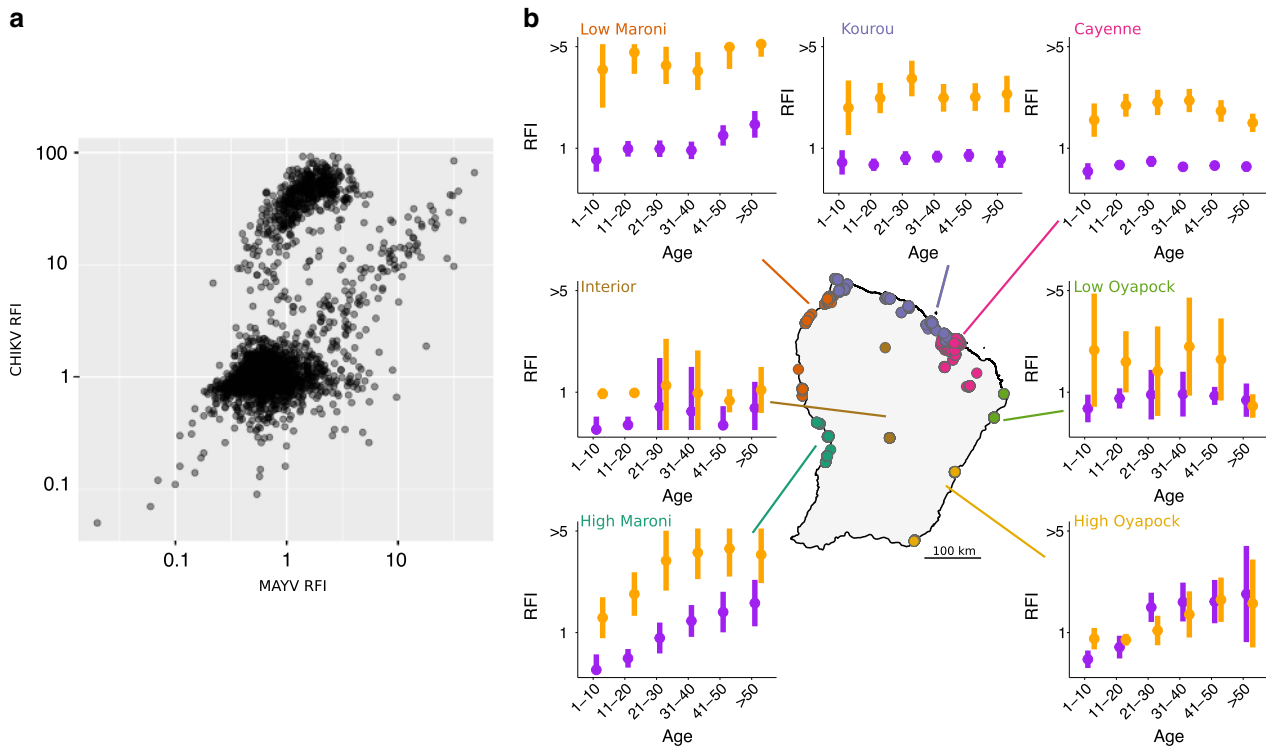 a
100
10
1
0.1
CHIKV RFI
0.1
1
10
MAYV RFI
b
Low Maroni
>5
1
RFI
1–10
11–20
21–30
31–40
41–50
>50
Age
Kourou
>5
1
RFI
1–10
11–20
21–30
31–40
41–50
>50
Age
Cayenne
>5
1
RFI
1–10
11–20
21–30
31–40
41–50
>50
Age
Interior
>5
1
RFI
1–10
11–20
21–30
31–40
41–50
>50
Age
Low Oyapock
>5
1
RFI
1–10
11–20
21–30
31–40
41–50
>50
Age
High Maroni
>5
1
RFI
1–10
11–20
21–30
31–40
41–50
>50
Age
100 km
High Oyapock
>5
1
RFI
1–10
11–20
21–30
31–40
41–50
>50
Age